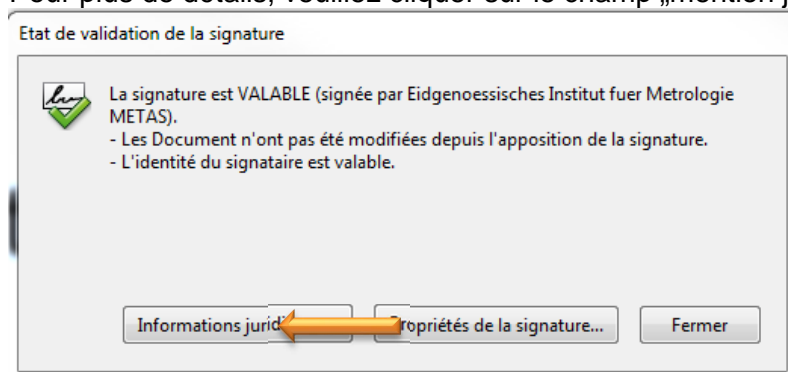 Etat de validation de la signature
La signature est VALABLE (signée par Eidgenoessisches Institut fuer Metrologie
METAS).
- Les Document n'ont pas été modifiées depuis l'apposition de la signature.
- L'identité du signataire est valable.
Informations Propriétés de la signature... Fermer